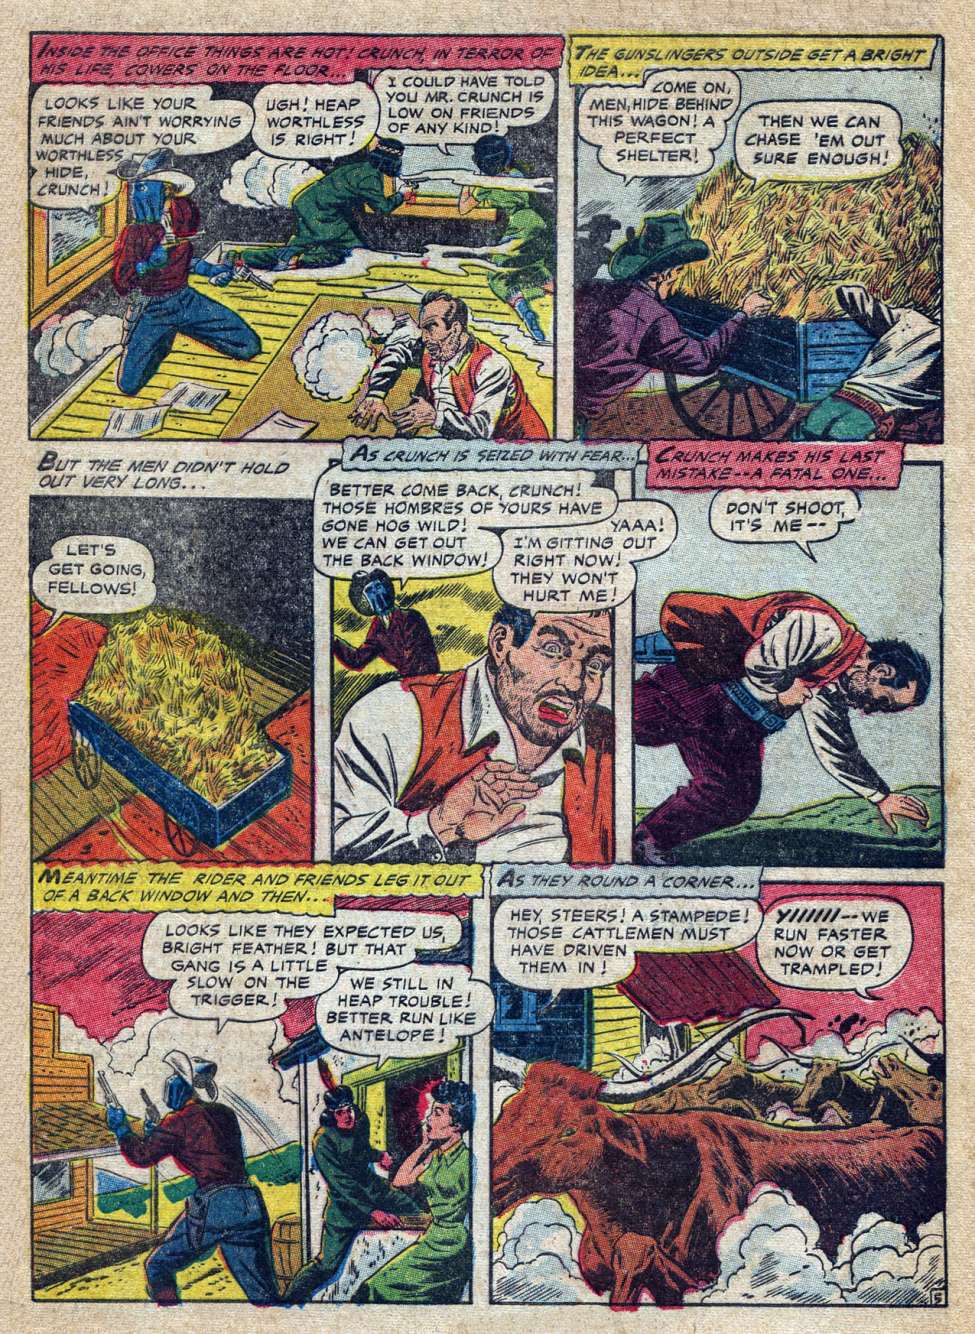 INSIDE THE OFFICE THINGS ARE HOT! CRUNCH, IN TERROR OF
HIS LIFE, COWERS ON THE FLOOR...
LOOKS LIKE YOUR
FRIENDS AIN'T WORRYING
MUCH ABOUT YOUR
WORTHLESS
HIDE,
CRUNCH!
UGH! HEAP
WORTHLESS
IS RIGHT!
I COULD HAVE TOLD
YOU MR. CRUNCH IS
LOW ON FRIENDS
OF ANY KIND!
THE GUNSLINGERS OUTSIDE GET A BRIGHT
IDEA...
COME ON,
MEN, HIDE BEHIND
THIS WAGON! A
PERFECT
SHELTER!
THEN WE CAN
CHASE 'EM OUT
SURE ENOUGH!
BUT THE MEN DIDN'T HOLD
OUT VERY LONG...
LET'S
GET GOING,
FELLOWS!
AS CRUNCH IS SEIZED WITH FEAR...
BETTER COME BACK, CRUNCH!
THOSE HOMBRES OF YOURS HAVE
GONE HOG WILD!
WE CAN GET OUT
THE BACK WINDOW!
YAAA!
I'M GITTING OUT
RIGHT NOW!
THEY WON'T
HURT ME!
CRUNCH MAKES HIS LAST
MISTAKE--A FATAL ONE...
DON'T SHOOT,
IT'S ME--
MEANTIME THE RIDER AND FRIENDS LEG IT OUT
OF A BACK WINDOW AND THEN...
LOOKS LIKE THEY EXPECTED US,
BRIGHT FEATHER! BUT THAT
GANG IS A LITTLE
SLOW ON THE
TRIGGER!
WE STILL IN
HEAP TROUBLE!
BETTER RUN LIKE
ANTELOPE!
AS THEY ROUND A CORNER...
HEY, STEERS! A STAMPEDE!
THOSE CATTLEMEN MUST
HAVE DRIVEN
THEM IN!
YIIIIII--WE
RUN FASTER
NOW OR GET
TRAMPLED!
5